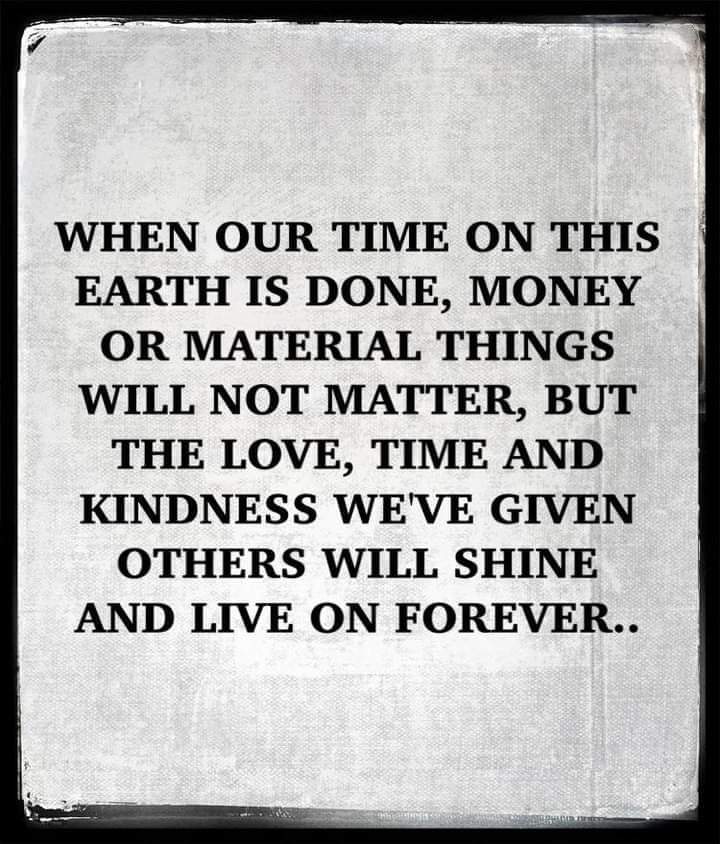 WHEN OUR TIME ON THIS
EARTH IS DONE, MONEY
OR MATERIAL THINGS
WILL NOT MATTER, BUT
THE LOVE, TIME AND
KINDNESS WE'VE GIVEN
OTHERS WILL SHINE
AND LIVE ON FOREVER..